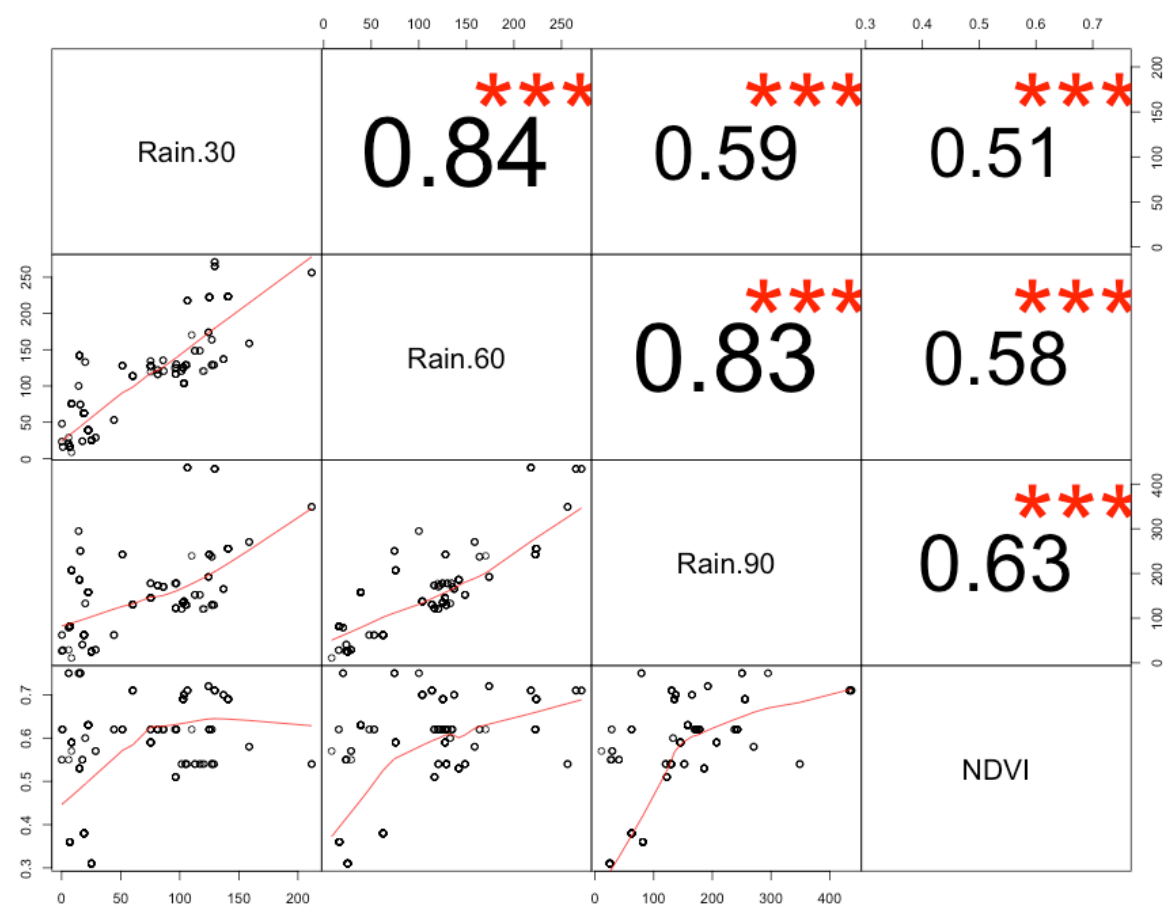 0 50 100 150 200 250 0.3 0.4 0.5 0.6 0.7
Rain.30 0.84 *** 0.59 *** 0.51 *** 0 50 100 150 200
0 50 100 150 200 250 Rain.60 0.83 *** 0.58 ***
Rain.90 0.63 *** 0 100 200 300 400
0.3 0.4 0.5 0.6 0.7 NDVI
0 50 100 150 200 0 100 200 300 400